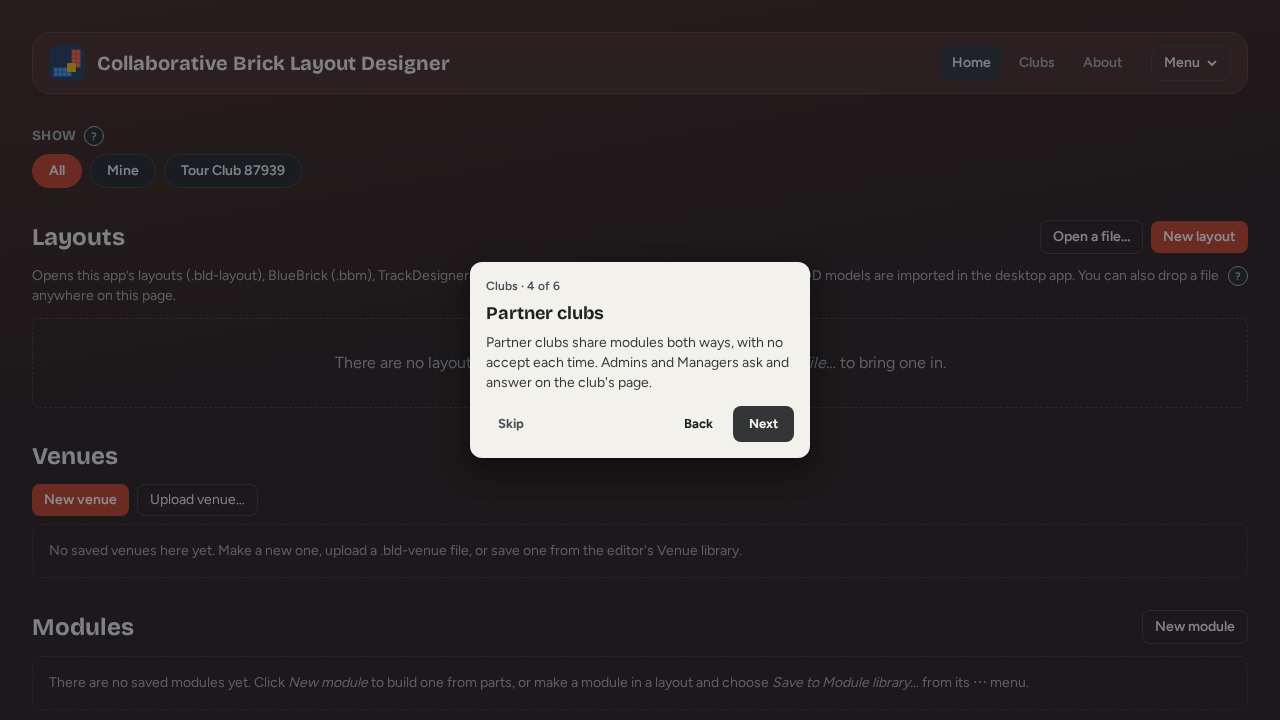 Collaborative Brick Layout Designer
Home
Clubs
About
Menu
SHOW ?
All
Mine
Tour Club 87939
Layouts
Open a file...
New layout
Opens this app's layouts (.bld-layout), BlueBrick (.bbm), TrackDesigner D models are imported in the desktop app. You can also drop a file ?
anywhere on this page.
There are no layout file... to bring one in.
Clubs · 4 of 6
Partner clubs
Partner clubs share modules both ways, with no
accept each time. Admins and Managers ask and
answer on the club's page.
Skip
Back
Next
Venues
New venue
Upload venue...
No saved venues here yet. Make a new one, upload a .bld-venue file, or save one from the editor's Venue library.
Modules
New module
There are no saved modules yet. Click New module to build one from parts, or make a module in a layout and choose Save to Module library... from its ⋯ menu.